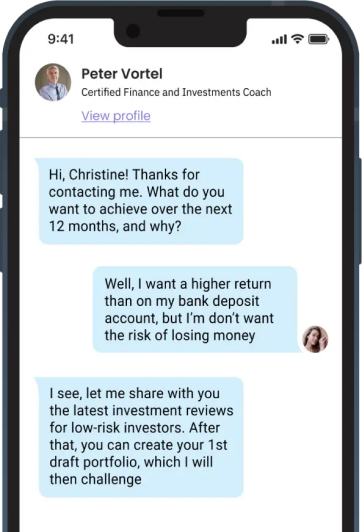 9:41
Peter Vortel
Certified Finance and Investments Coach
View profile
Hi, Christine! Thanks for
contacting me. What do you
want to achieve over the next
12 months, and why?
Well, I want a higher return
than on my bank deposit
account, but I'm don't want
the risk of losing money
I see, let me share with you
the latest investment reviews
for low-risk investors. After
that, you can create your 1st
draft portfolio, which I will
then challenge